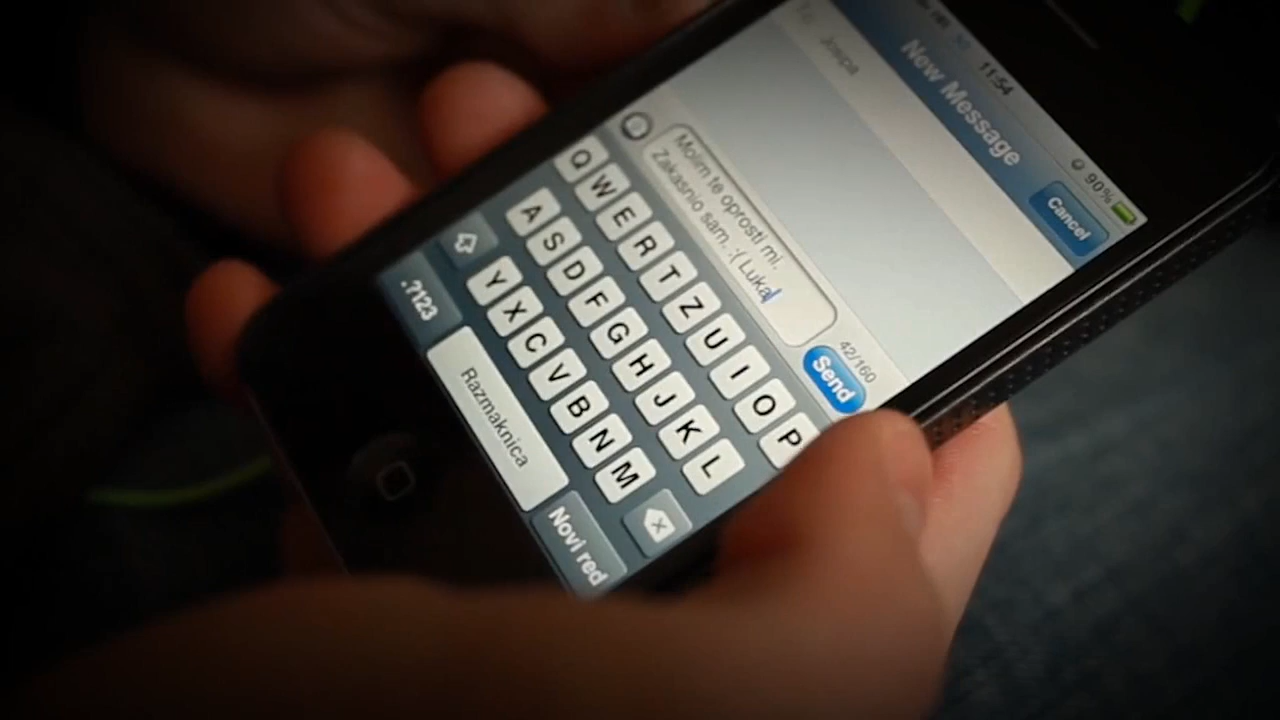 11:54
90%
New Message
Cancel
Josipa
Molim te oprosti mi.
Zakasnio sam. :( Luka
42/160
Send
Q W E R T Z U I O P
A S D F G H J K L
Y X C V B N M
.?123
Razmaknica
Novi red